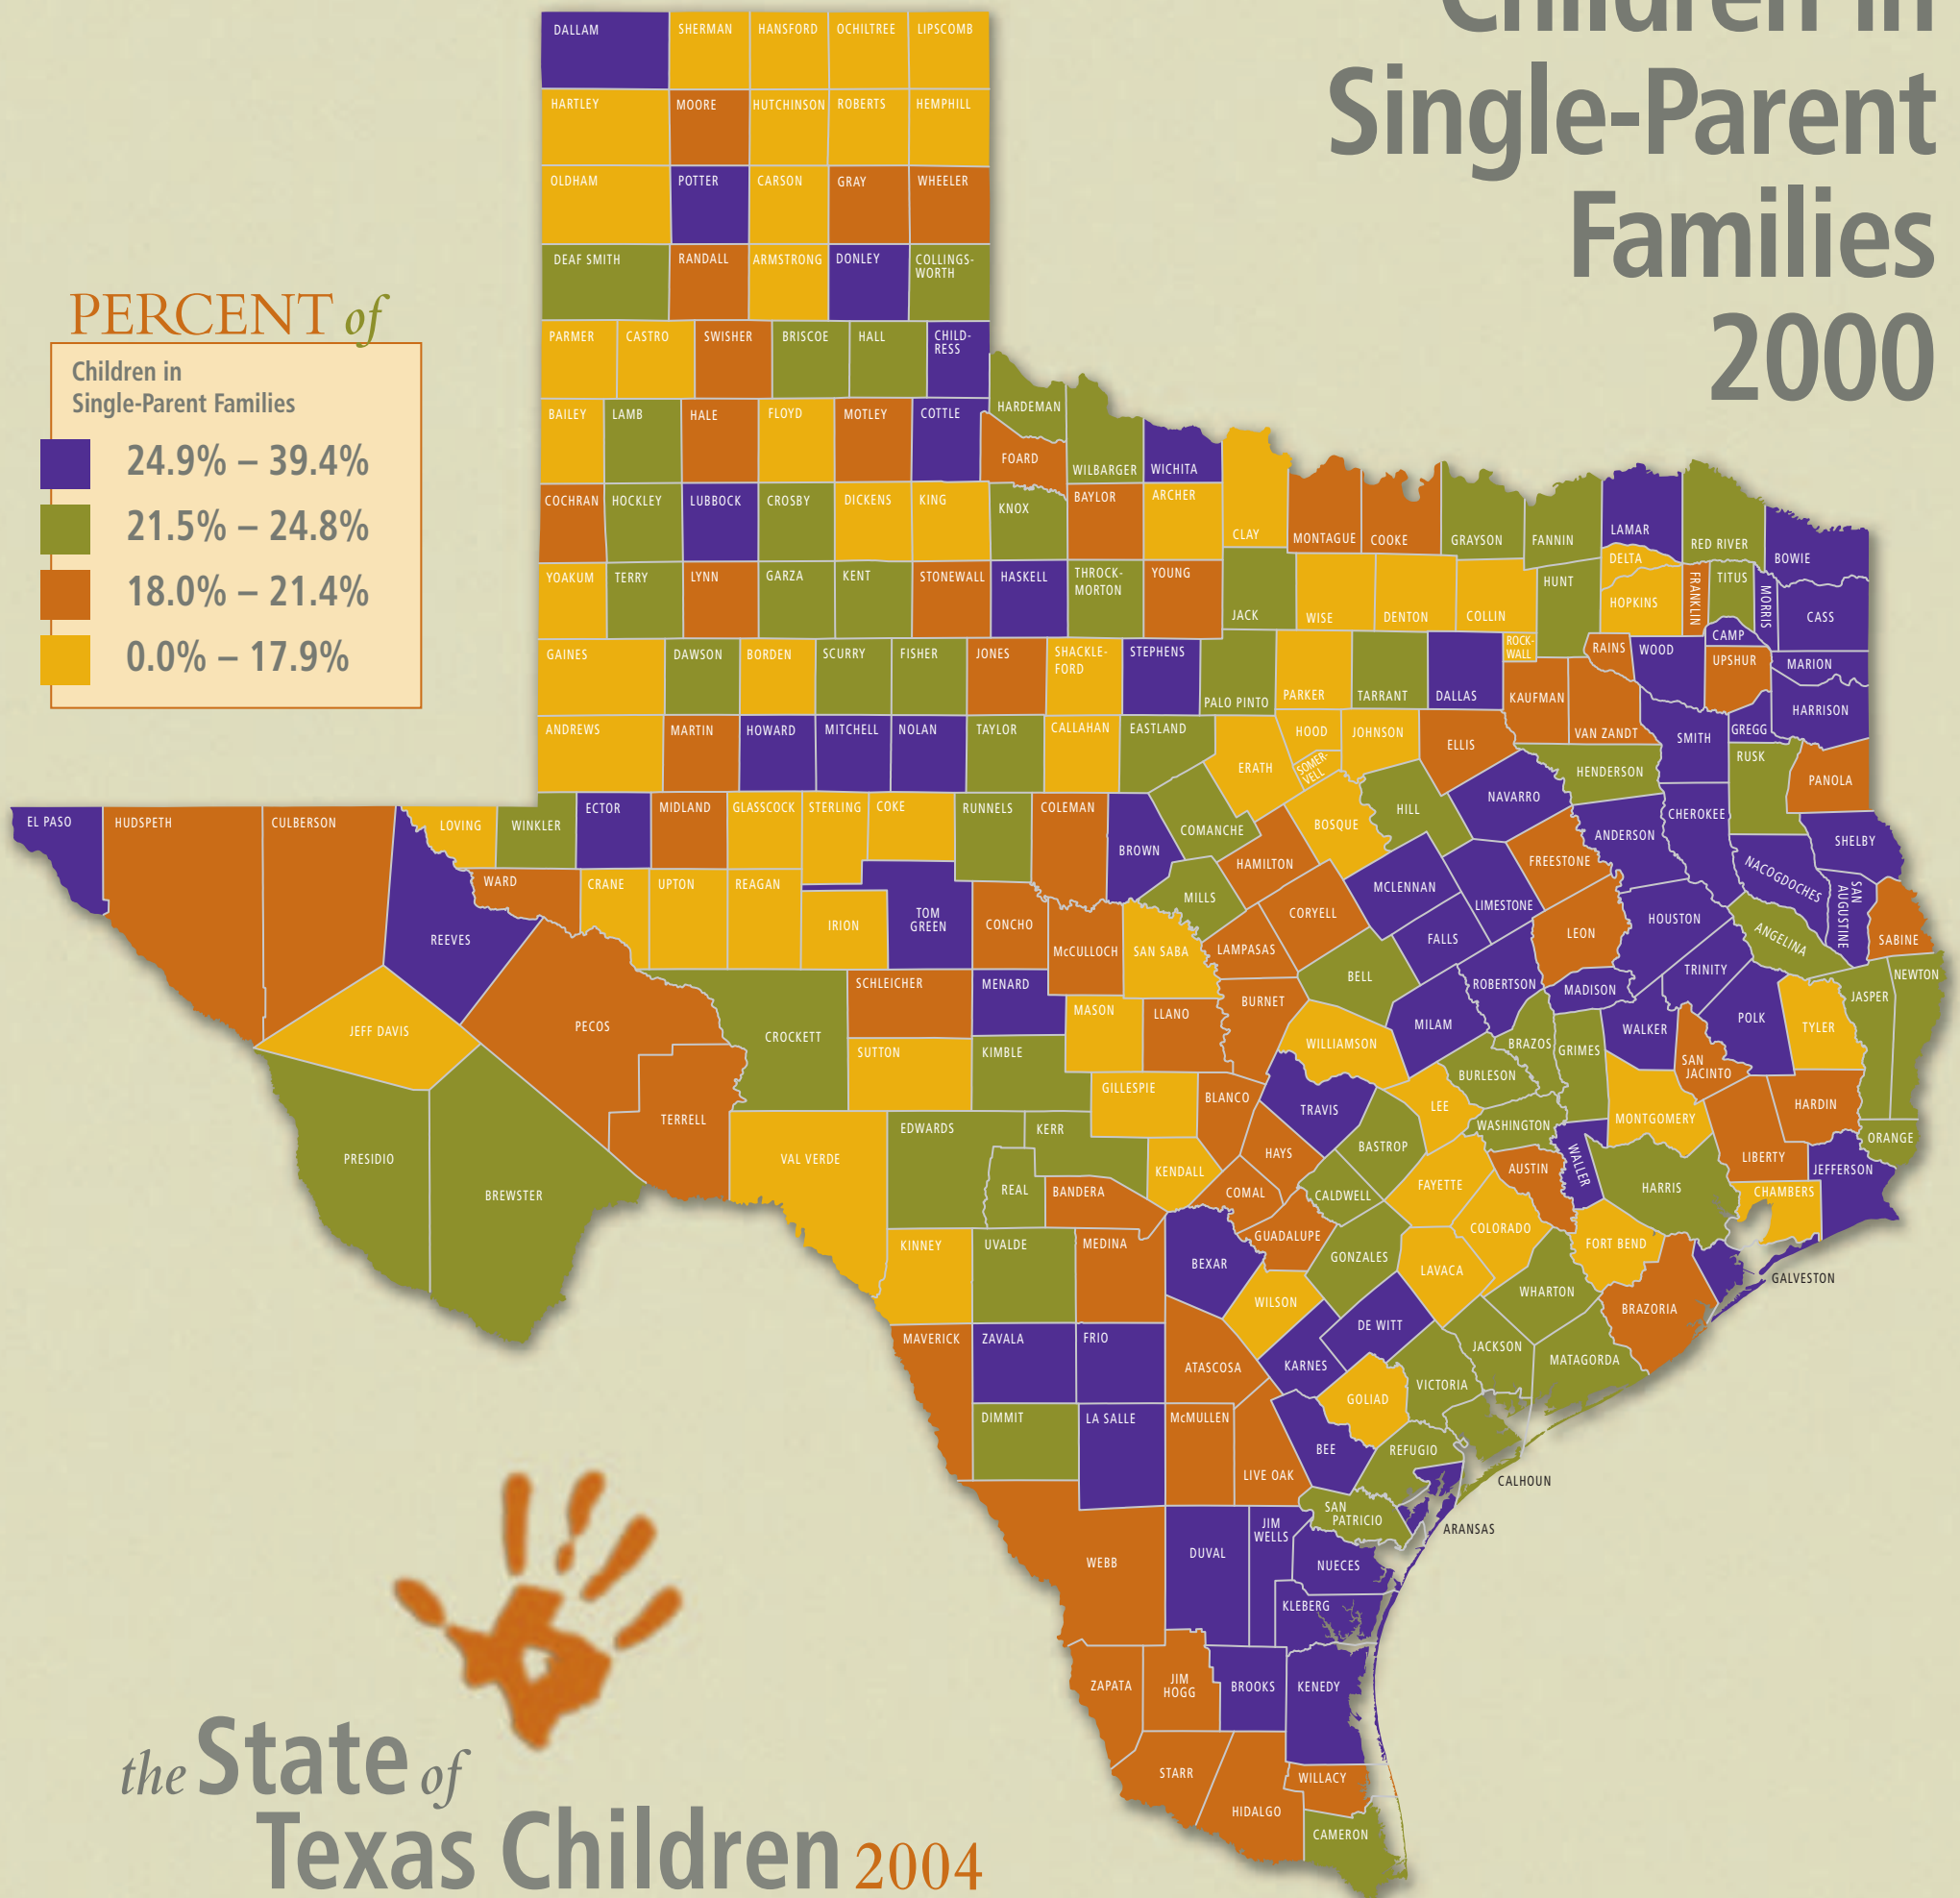 Children in
Single-Parent
Families
2000
PERCENT of
Children in
Single-Parent Families
24.9% – 39.4%
21.5% – 24.8%
18.0% – 21.4%
0.0% – 17.9%
DALLAM SHERMAN HANSFORD OCHILTREE LIPSCOMB
HARTLEY MOORE HUTCHINSON ROBERTS HEMPHILL
OLDHAM POTTER CARSON GRAY WHEELER
DEAF SMITH RANDALL ARMSTRONG DONLEY COLLINGS-
WORTH
PARMER CASTRO SWISHER BRISCOE HALL CHILD-
RESS
HARDEMAN
BAILEY LAMB HALE FLOYD MOTLEY COTTLE
FOARD WILBARGER WICHITA
COCHRAN HOCKLEY LUBBOCK CROSBY DICKENS KING KNOX BAYLOR ARCHER
CLAY MONTAGUE COOKE GRAYSON FANNIN LAMAR RED RIVER BOWIE
DELTA
YOAKUM TERRY LYNN GARZA KENT STONEWALL HASKELL THROCK-
MORTON YOUNG
JACK WISE DENTON COLLIN HUNT HOPKINS FRANKLIN TITUS MORRIS CASS
CAMP
GAINES DAWSON BORDEN SCURRY FISHER JONES SHACKLE-
FORD STEPHENS
PALO PINTO PARKER TARRANT DALLAS ROCK-
WALL RAINS WOOD UPSHUR MARION
KAUFMAN VAN ZANDT SMITH GREGG HARRISON
ANDREWS MARTIN HOWARD MITCHELL NOLAN TAYLOR CALLAHAN EASTLAND
ERATH HOOD SOMER-
VELL JOHNSON ELLIS HENDERSON RUSK PANOLA
EL PASO HUDSPETH CULBERSON LOVING WINKLER ECTOR MIDLAND GLASSCOCK STERLING COKE RUNNELS COLEMAN BROWN
COMANCHE BOSQUE HILL NAVARRO ANDERSON CHEROKEE SHELBY
REEVES WARD CRANE UPTON REAGAN IRION TOM
GREEN CONCHO McCULLOCH SAN SABA
MILLS HAMILTON CORYELL LAMPASAS MCLENNAN LIMESTONE FREESTONE NACOGDOCHES SAN
AUGUSTINE SABINE
FALLS LEON HOUSTON ANGELINA
BELL ROBERTSON MADISON TRINITY NEWTON
JASPER
JEFF DAVIS PECOS CROCKETT SCHLEICHER MENARD MASON LLANO BURNET
WILLIAMSON MILAM BRAZOS GRIMES WALKER POLK TYLER
SAN
JACINTO
SUTTON KIMBLE GILLESPIE BLANCO TRAVIS LEE BURLESON
WASHINGTON MONTGOMERY HARDIN
ORANGE
PRESIDIO BREWSTER TERRELL VAL VERDE EDWARDS KERR REAL BANDERA KENDALL HAYS
BASTROP CALDWELL COMAL GUADALUPE FAYETTE AUSTIN WALLER HARRIS LIBERTY JEFFERSON
CHAMBERS
KINNEY UVALDE MEDINA BEXAR WILSON GONZALES LAVACA COLORADO FORT BEND
GALVESTON
WHARTON BRAZORIA
MAVERICK ZAVALA FRIO ATASCOSA KARNES DE WITT JACKSON MATAGORDA
VICTORIA GOLIAD
DIMMIT LA SALLE McMULLEN LIVE OAK BEE REFUGIO
CALHOUN
SAN
PATRICIO ARANSAS
WEBB DUVAL JIM
WELLS NUECES
KLEBERG
ZAPATA JIM
HOGG BROOKS KENEDY
STARR HIDALGO WILLACY
CAMERON
the State of
Texas Children 2004